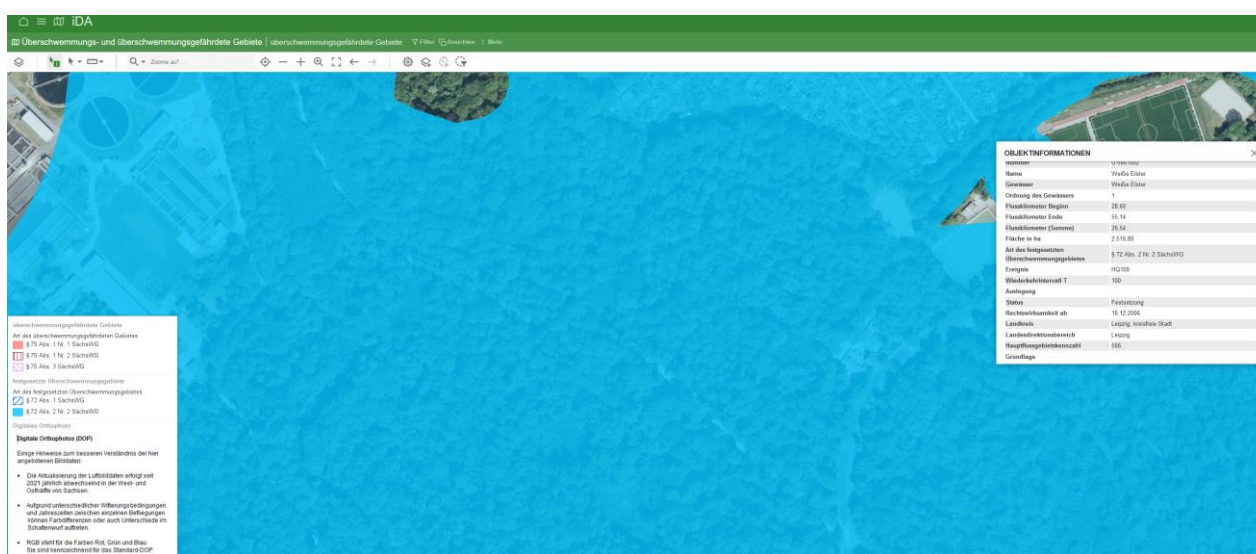 iDA
Überschwemmungs- und überschwemmungsgefährdete Gebiete | überschwemmungsgefährdete Gebiete Filter Ansichten | Mehr
Zoome auf ...
OBJEKTINFORMATIONEN
Nummer
Name Weiße Elster
Gewässer Weiße Elster
Ordnung des Gewässers 1
Flusskilometer Beginn 28,60
Flusskilometer Ende 55,14
Flusskilometer (Summe) 26,54
Fläche in ha
Art des festgesetzten
Überschwemmungsgebietes § 72 Abs. 2 Nr. 2 SächsWG
Ereignis HQ100
Wiederkehrintervall T 100
Auslegung
Status Festsetzung
Rechtswirksamkeit ab
Landkreis Leipzig, kreisfreie Stadt
Landesdirektionsbereich Leipzig
Hauptflussgebietskennzahl 566
Grundlage
überschwemmungsgefährdete Gebiete
Art des überschwemmungsgefährdeten Gebietes
§ 75 Abs. 1 Nr. 1 SächsWG
§ 75 Abs. 1 Nr. 2 SächsWG
§ 75 Abs. 3 SächsWG
festgesetzte Überschwemmungsgebiete
Art des festgesetzten Überschwemmungsgebietes
§ 72 Abs. 1 SächsWG
§ 72 Abs. 2 Nr. 2 SächsWG
Digitales Orthophoto
Digitale Orthophotos (DOP)
Einige Hinweise zum besseren Verständnis der hier
angebotenen Bilddaten:
• Die Aktualisierung der Luftbilddaten erfolgt seit
2021 jährlich abwechselnd in der West- und
Osthälfte von Sachsen.
• Aufgrund unterschiedlicher Witterungsbedingungen
und Jahreszeiten zwischen einzelnen Befliegungen
können Farbdifferenzen oder auch Unterschiede im
Schattenwurf auftreten.
• RGB steht für die Farben Rot, Grün und Blau.
Sie sind kennzeichnend für das Standard-DOP.